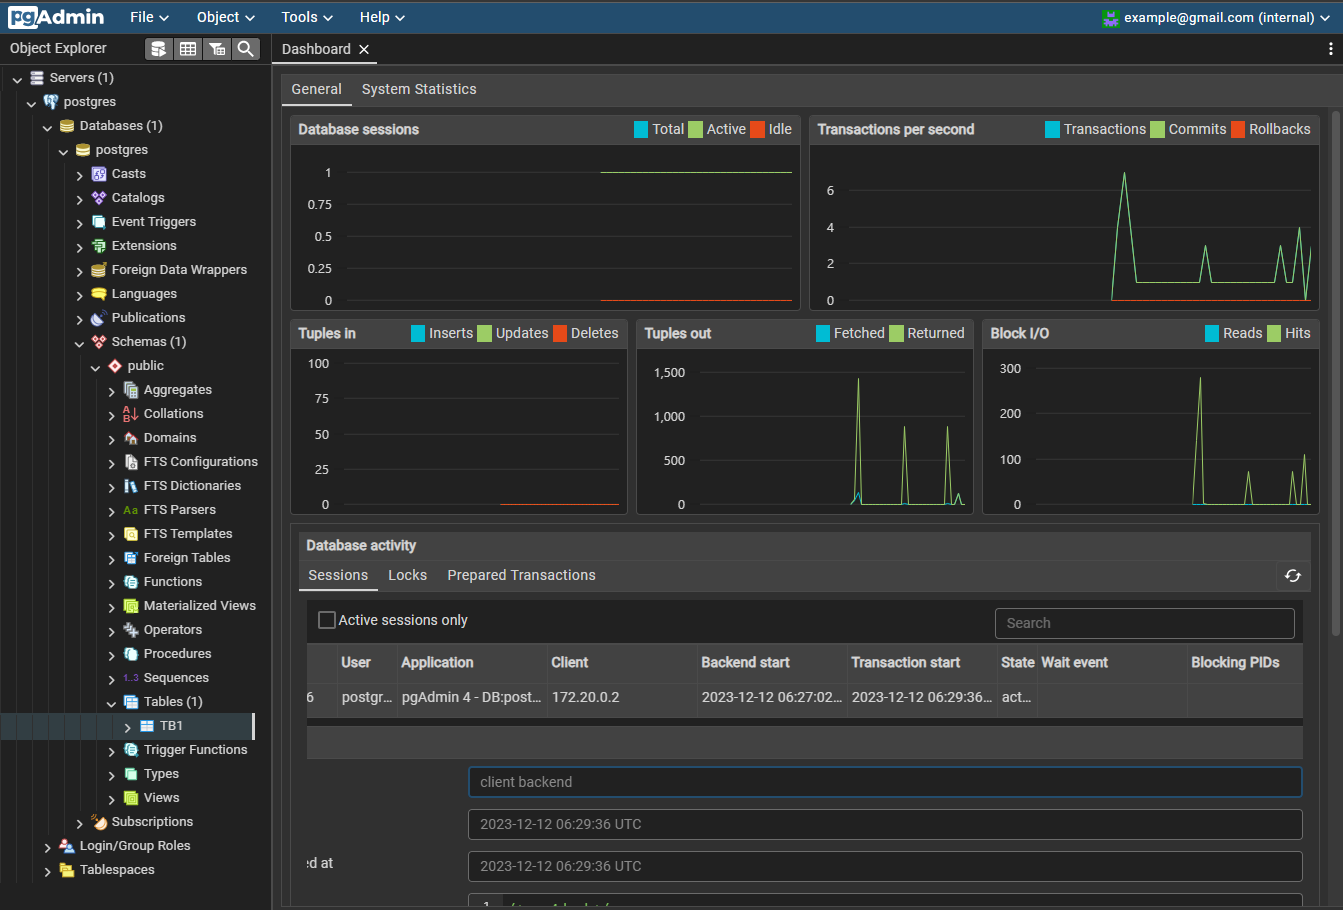 pgAdmin File Object Tools Help example@gmail.com (internal)
Object Explorer
Dashboard
Servers (1)
postgres
Databases (1)
postgres
Casts
Catalogs
Event Triggers
Extensions
Foreign Data Wrappers
Languages
Publications
Schemas (1)
public
Aggregates
Collations
Domains
FTS Configurations
FTS Dictionaries
Aa FTS Parsers
FTS Templates
Foreign Tables
Functions
Materialized Views
Operators
Procedures
1..3 Sequences
Tables (1)
TB1
Trigger Functions
Types
Views
Subscriptions
Login/Group Roles
Tablespaces
General System Statistics
Database sessions Total Active Idle
1
0.75
0.5
0.25
0
Transactions per second Transactions Commits Rollbacks
6
4
2
0
Tuples in Inserts Updates Deletes
100
75
50
25
0
Tuples out Fetched Returned
1,500
1,000
500
0
Block I/O Reads Hits
300
200
100
0
Database activity
Sessions Locks Prepared Transactions
Active sessions only Search
User Application Client Backend start Transaction start State Wait event Blocking PIDs
6 postgr... pgAdmin 4 - DB:post... 172.20.0.2 2023-12-12 06:27:02... 2023-12-12 06:29:36... act...
client backend
2023-12-12 06:29:36 UTC
ed at 2023-12-12 06:29:36 UTC
1